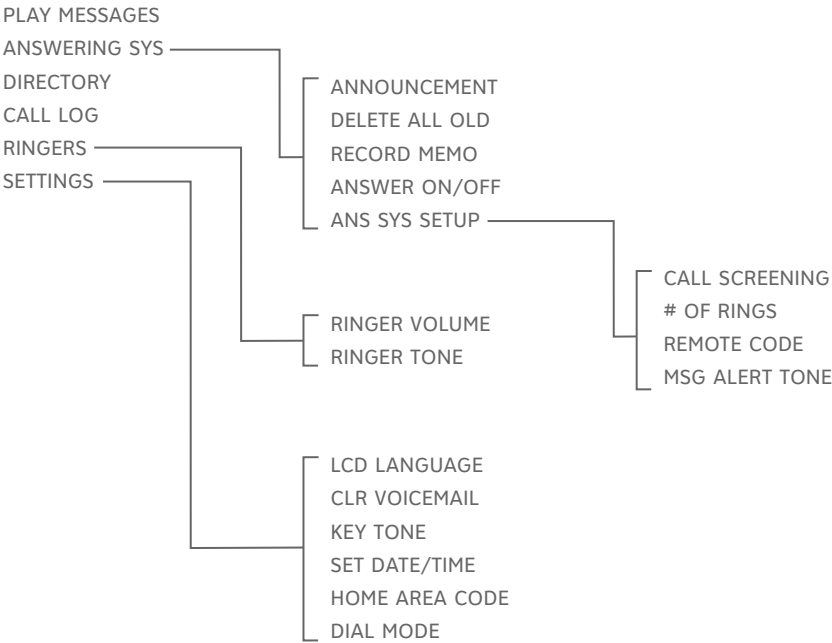 PLAY MESSAGES
ANSWERING SYS
DIRECTORY
CALL LOG
RINGERS
SETTINGS
ANNOUNCEMENT
DELETE ALL OLD
RECORD MEMO
ANSWER ON/OFF
ANS SYS SETUP
CALL SCREENING
# OF RINGS
REMOTE CODE
MSG ALERT TONE
RINGER VOLUME
RINGER TONE
LCD LANGUAGE
CLR VOICEMAIL
KEY TONE
SET DATE/TIME
HOME AREA CODE
DIAL MODE